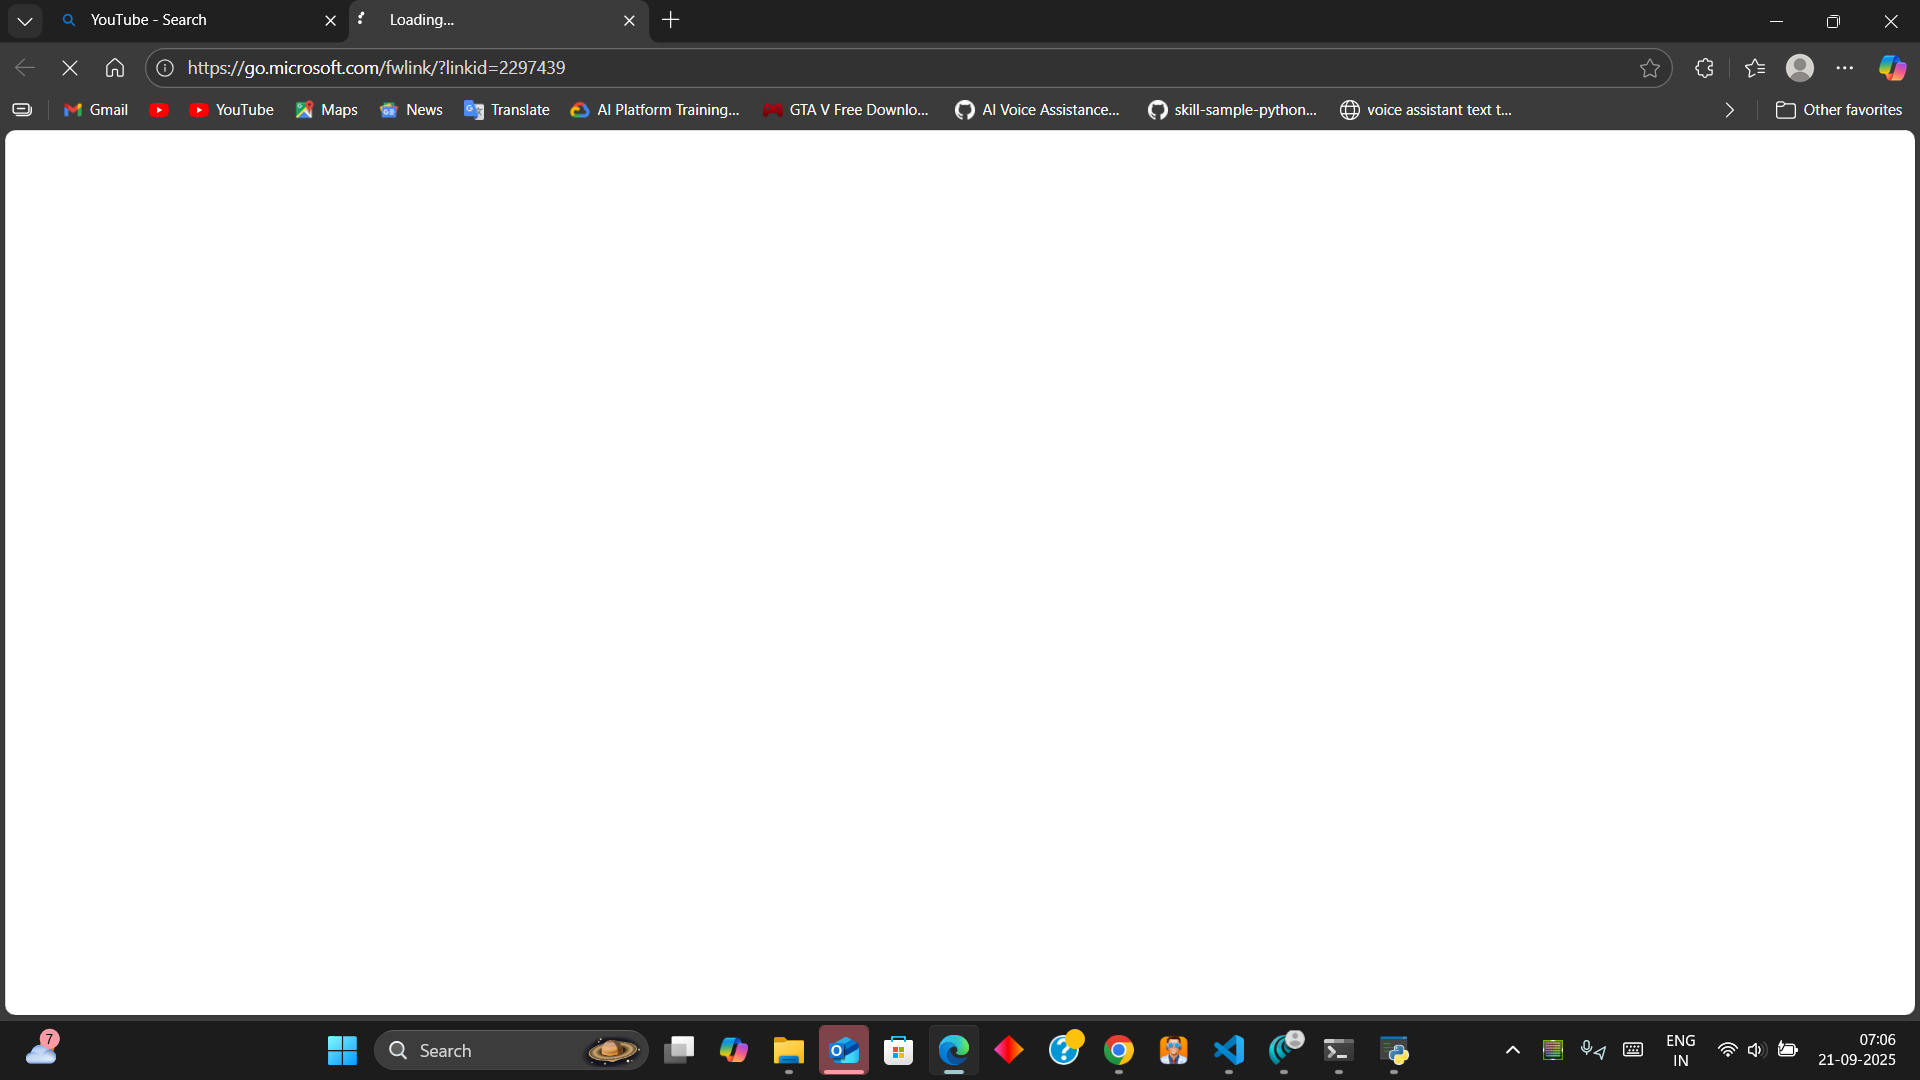 YouTube - Search
Loading...
https://go.microsoft.com/fwlink/?linkid=2297439
Gmail
YouTube
Maps
News
Translate
AI Platform Training...
GTA V Free Downlo...
AI Voice Assistance...
skill-sample-python...
voice assistant text t...
Other favorites
7
Search
ENG
IN
07:06
21-09-2025